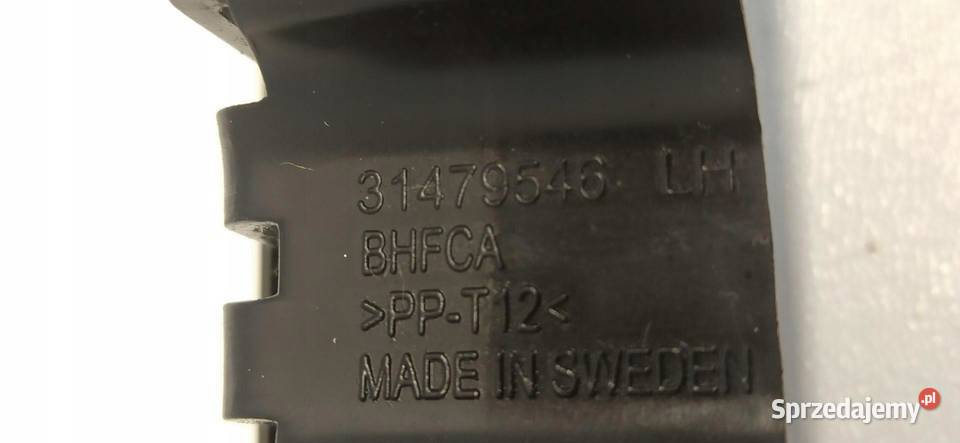 31479546 LH
BHFCA
>PP-T12<
MADE IN SWEDEN
Sprzedajemy.pl